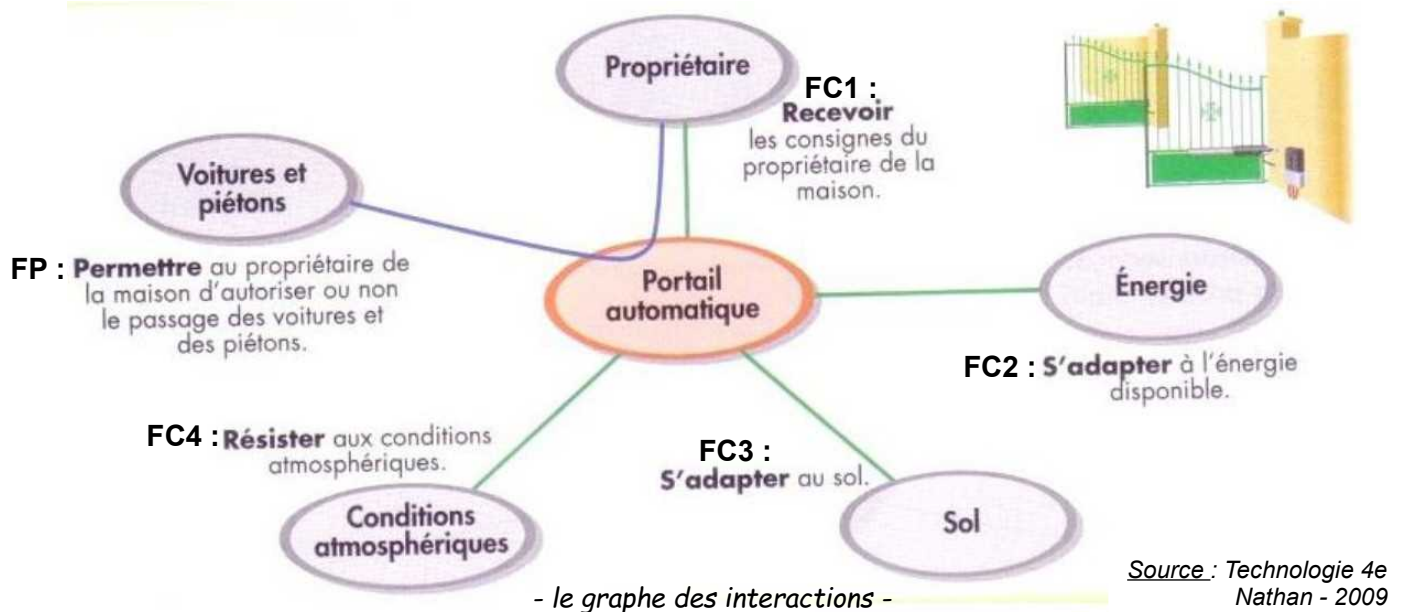 Propriétaire
FC1 :
Recevoir
les consignes du
propriétaire de la
maison.
Voitures et
piétons
FP : Permettre au propriétaire de
la maison d'autoriser ou non
le passage des voitures et
des piétons.
Portail
automatique
Énergie
FC2 : S'adapter à l'énergie
disponible.
FC4 : Résister aux conditions
atmosphériques.
FC3 :
S'adapter au sol.
Conditions
atmosphériques
Sol
- le graphe des interactions -
Source : Technologie 4e
Nathan - 2009